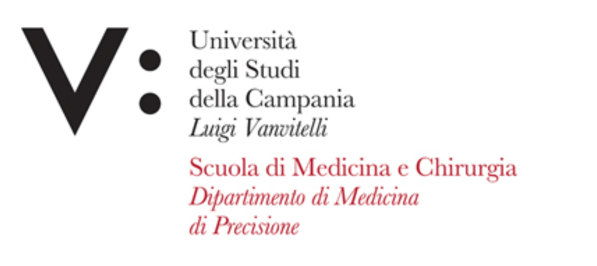 V:
Università
degli Studi
della Campania
Luigi Vanvitelli
Scuola di Medicina e Chirurgia
Dipartimento di Medicina
di Precisione